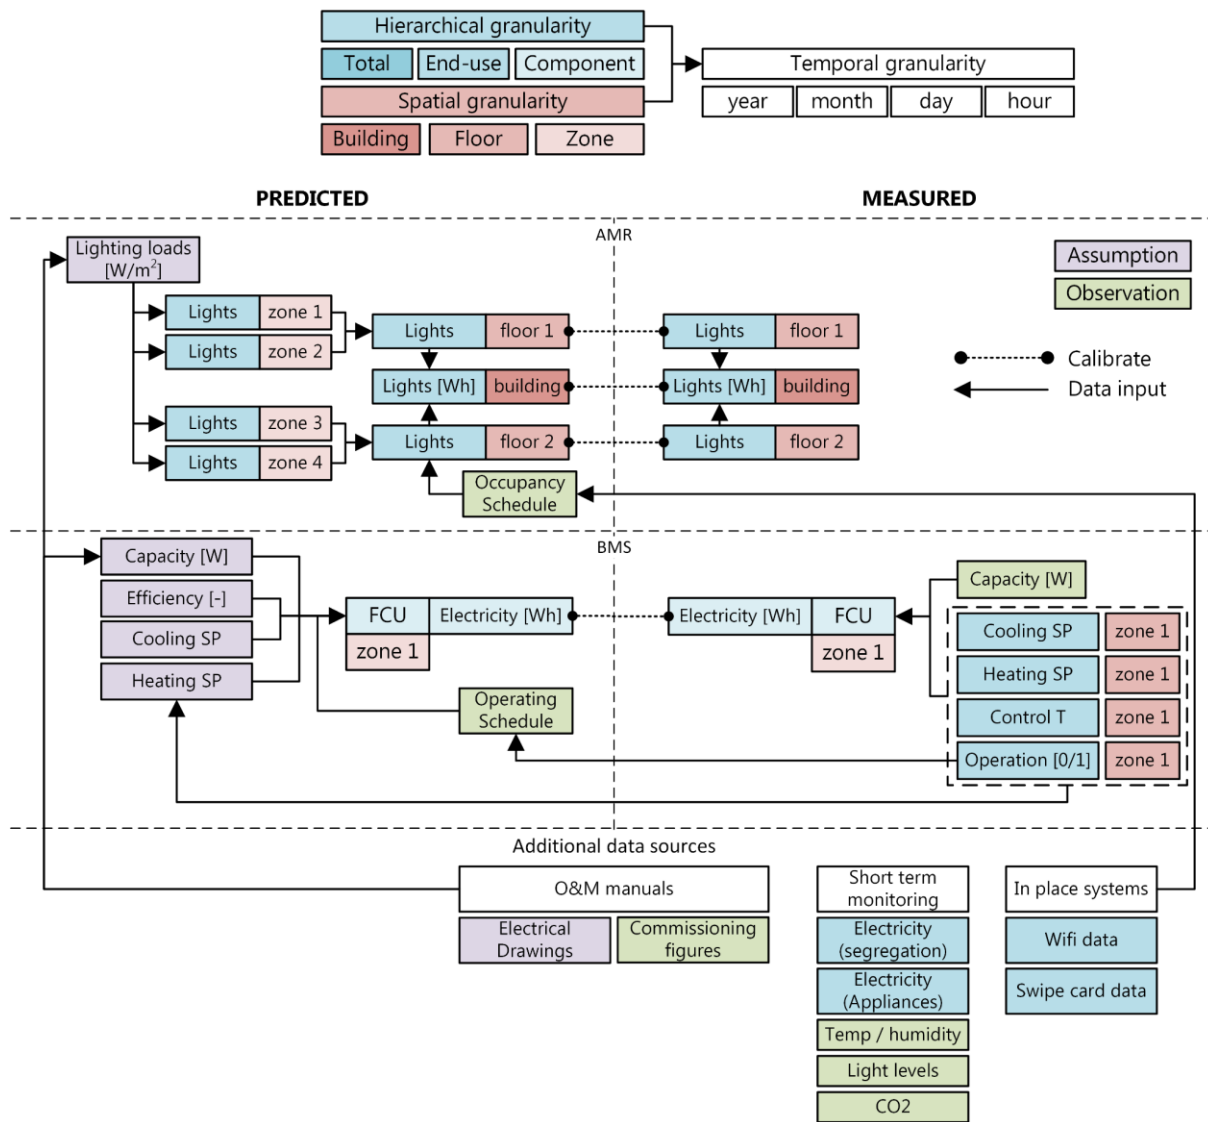 Hierarchical granularity
Total End-use Component
Spatial granularity
Building Floor Zone
Temporal granularity
year month day hour
PREDICTED MEASURED
AMR
Lighting loads
[W/m²]
Assumption
Observation
Lights zone 1
Lights zone 2
Lights floor 1
Lights floor 1
Calibrate
Data input
Lights [Wh] building
Lights [Wh] building
Lights zone 3
Lights zone 4
Lights floor 2
Lights floor 2
Occupancy
Schedule
BMS
Capacity [W]
Efficiency [-]
Cooling SP
Heating SP
FCU Electricity [Wh]
zone 1
Operating
Schedule
Electricity [Wh] FCU
zone 1
Capacity [W]
Cooling SP zone 1
Heating SP zone 1
Control T zone 1
Operation [0/1] zone 1
Additional data sources
O&M manuals
Electrical
Drawings
Commissioning
figures
Short term
monitoring
Electricity
(segregation)
Electricity
(Appliances)
Temp / humidity
Light levels
CO2
In place systems
Wifi data
Swipe card data